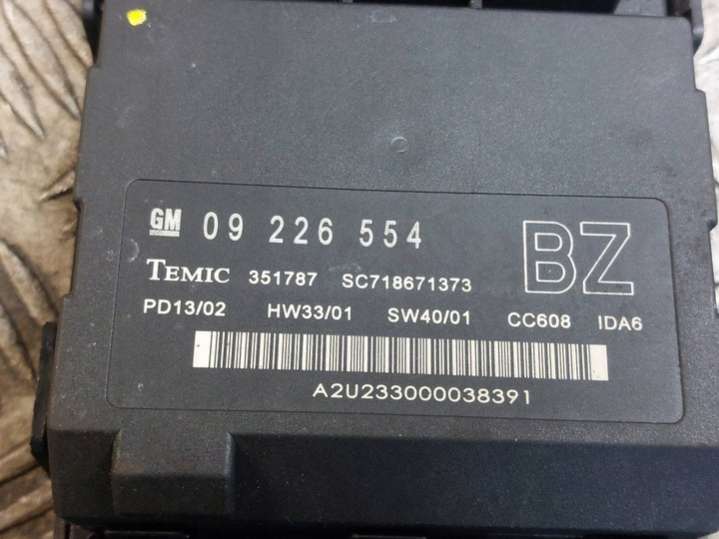 GM 09 226 554 BZ
TEMIC 351787 SC718671373
PD13/02 HW33/01 SW40/01 CC608 IDA6
A2U233000038391